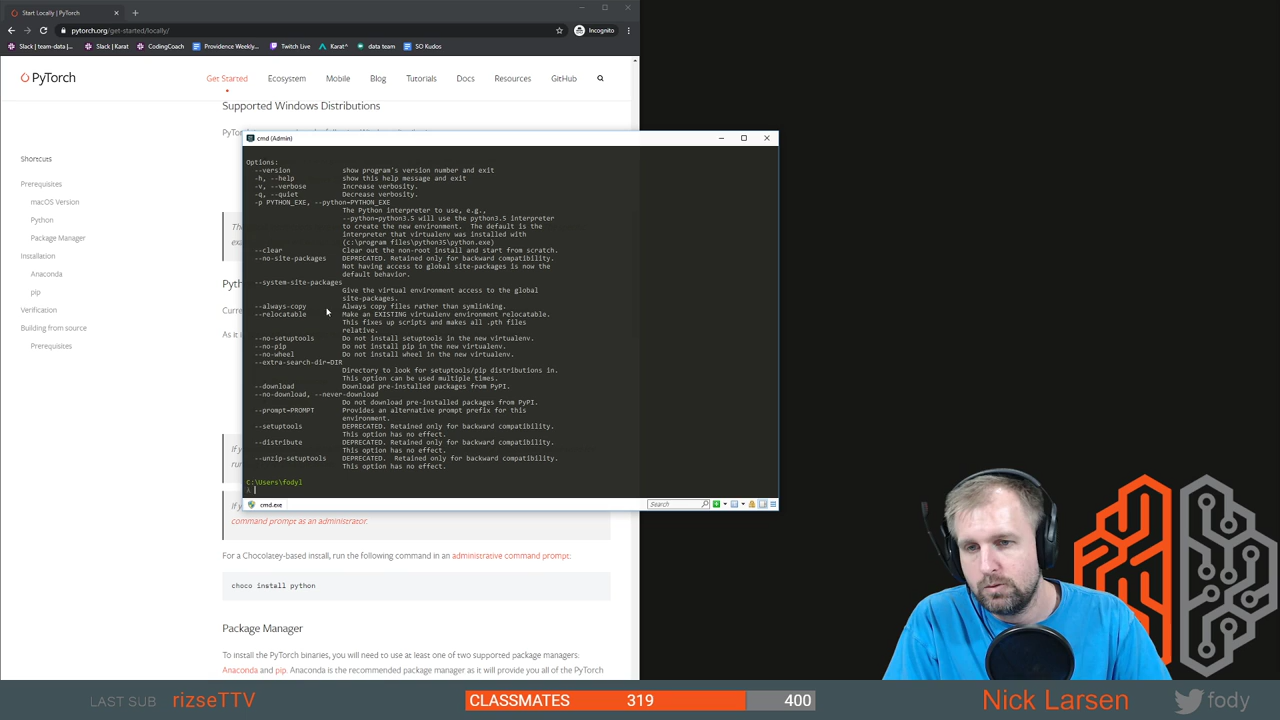 Start Locally | PyTorch
pytorch.org/get-started/locally/
Incognito
Slack | team-data |...
Slack | Karat
CodingCoach
Providence Weekly...
Twitch Live
Karat^
data team
SO Kudos
PyTorch
Get Started
Ecosystem
Mobile
Blog
Tutorials
Docs
Resources
GitHub
Supported Windows Distributions
Shortcuts
Prerequisites
macOS Version
Python
Package Manager
Installation
Anaconda
pip
Verification
Building from source
Prerequisites
cmd (Admin)
Options:
--version show program's version number and exit
-h, --help show this help message and exit
-v, --verbose Increase verbosity.
-q, --quiet Decrease verbosity.
-p PYTHON_EXE, --python=PYTHON_EXE
The Python interpreter to use, e.g.,
--python=python3.5 will use the python3.5 interpreter
to create the new environment. The default is the
interpreter that virtualenv was installed with
(c:\program files\python35\python.exe)
--clear Clear out the non-root install and start from scratch.
--no-site-packages DEPRECATED. Retained only for backward compatibility.
Not having access to global site-packages is now the
default behavior.
--system-site-packages
Give the virtual environment access to the global
site-packages.
--always-copy Always copy files rather than symlinking.
--relocatable Make an EXISTING virtualenv environment relocatable.
This fixes up scripts and makes all .pth files
relative.
--no-setuptools Do not install setuptools in the new virtualenv.
--no-pip Do not install pip in the new virtualenv.
--no-wheel Do not install wheel in the new virtualenv.
--extra-search-dir=DIR
Directory to look for setuptools/pip distributions in.
This option can be used multiple times.
--download Download pre-installed packages from PyPI.
--no-download, --never-download
Do not download pre-installed packages from PyPI.
--prompt=PROMPT Provides an alternative prompt prefix for this
environment.
--setuptools DEPRECATED. Retained only for backward compatibility.
This option has no effect.
--distribute DEPRECATED. Retained only for backward compatibility.
This option has no effect.
--unzip-setuptools DEPRECATED. Retained only for backward compatibility.
This option has no effect.
C:\Users\fodyl
λ
cmd.exe
Search
command prompt as an administrator.
For a Chocolatey-based install, run the following command in an administrative command prompt:
choco install python
Package Manager
To install the PyTorch binaries, you will need to use at least one of two supported package managers:
Anaconda and pip. Anaconda is the recommended package manager as it will provide you all of the PyTorch
LAST SUB rizseTTV
CLASSMATES 319 400
Nick Larsen
fody